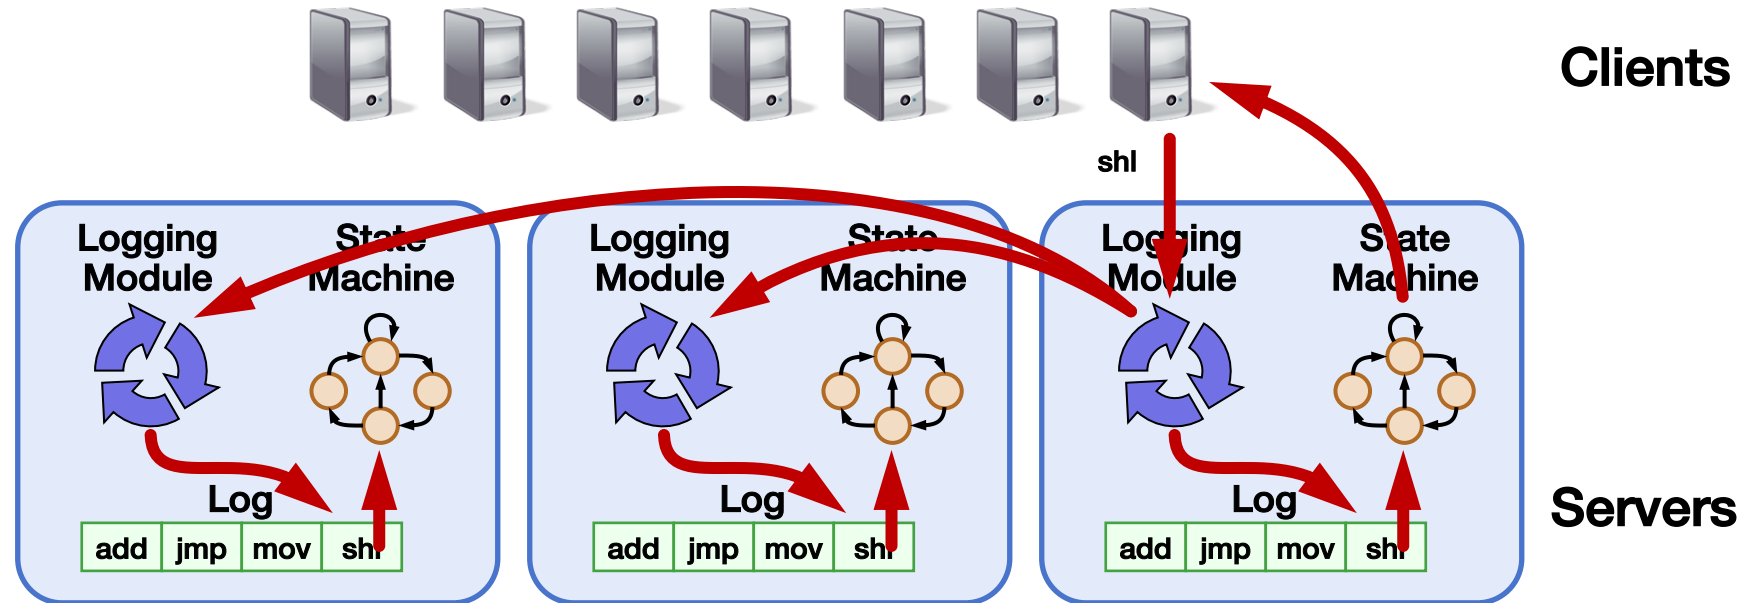 Clients
shl
Logging
Module
State
Machine
Logging
Module
State
Machine
Logging
Module
State
Machine
Log
add jmp mov shl
Log
add jmp mov shl
Log
add jmp mov shl
Servers